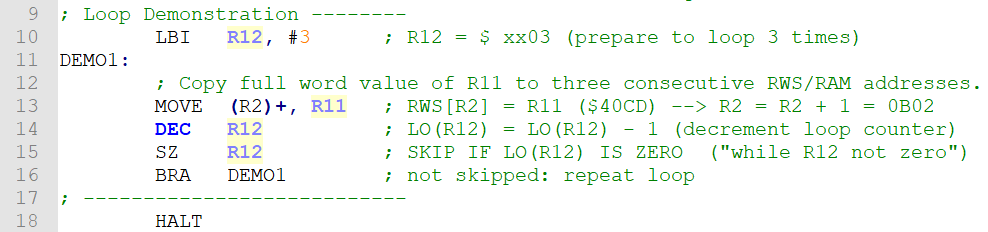 9 ; Loop Demonstration --------
10 LBI R12, #3 ; R12 = $ xx03 (prepare to loop 3 times)
11 DEMO1:
12 ; Copy full word value of R11 to three consecutive RWS/RAM addresses.
13 MOVE (R2)+, R11 ; RWS[R2] = R11 ($40CD) --> R2 = R2 + 1 = 0B02
14 DEC R12 ; LO(R12) = LO(R12) - 1 (decrement loop counter)
15 SZ R12 ; SKIP IF LO(R12) IS ZERO ("while R12 not zero")
16 BRA DEMO1 ; not skipped: repeat loop
17 ; ----------------------------
18 HALT